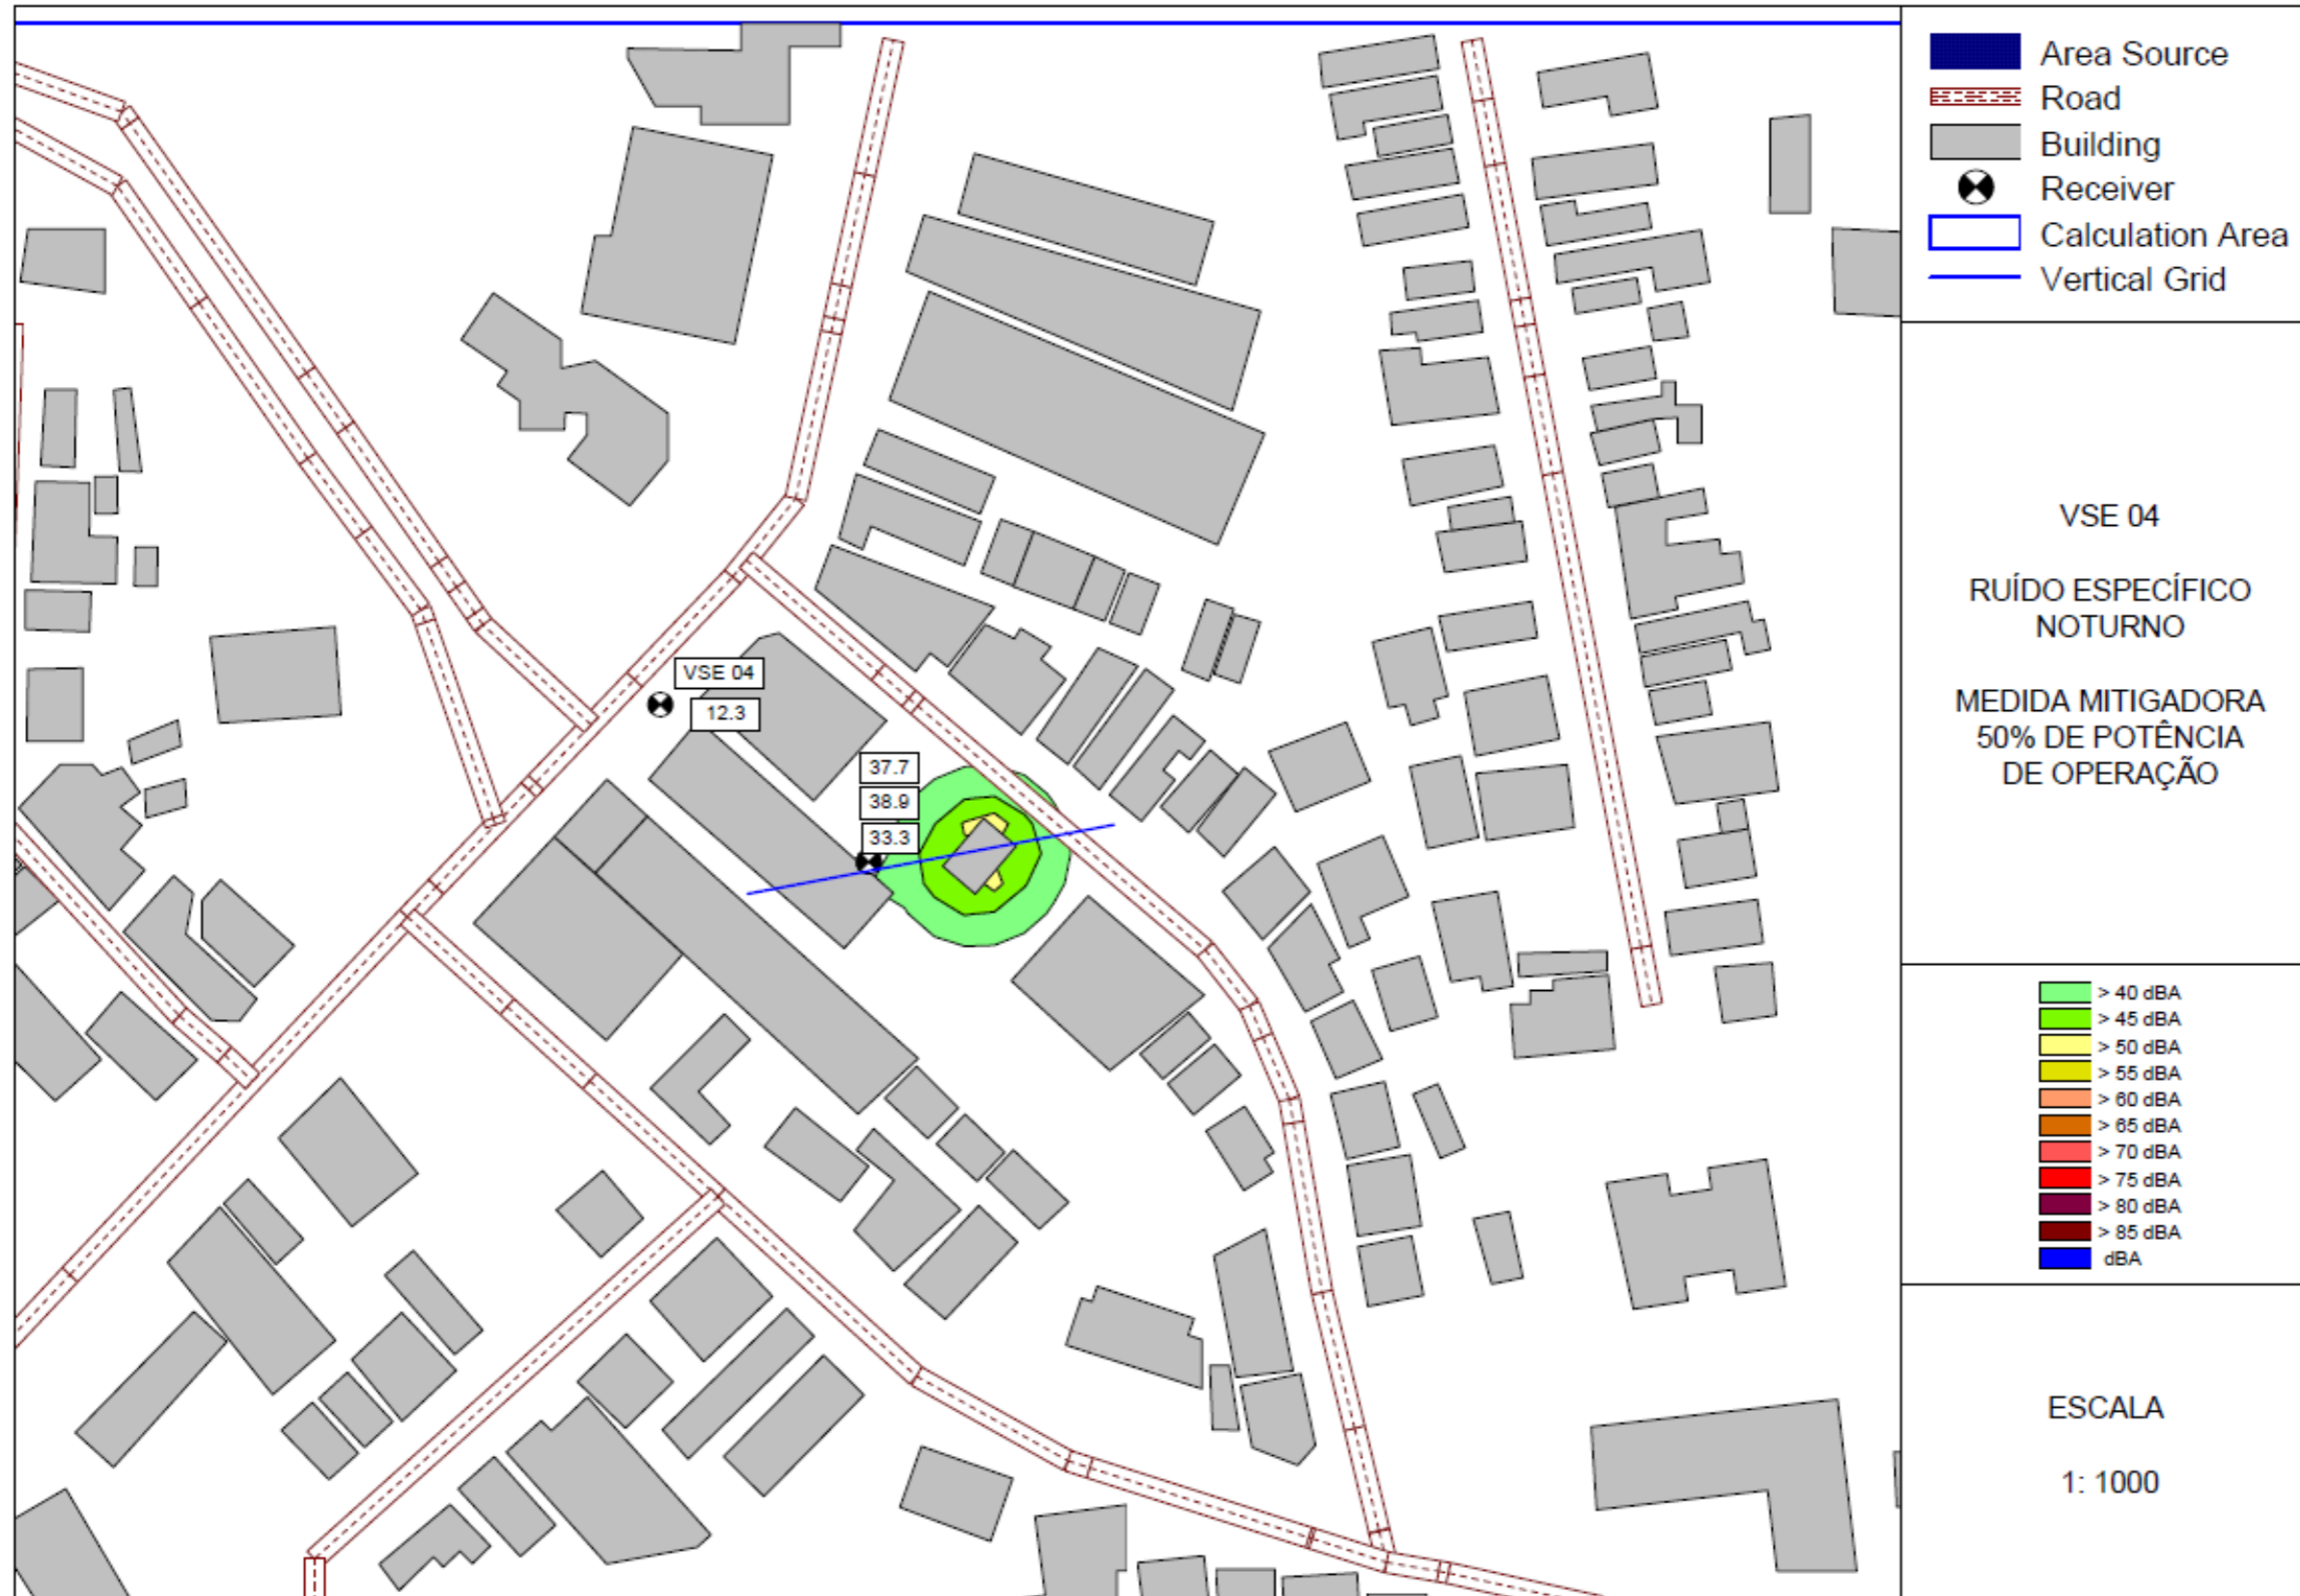 VSE 04
12.3
37.7
38.9
33.3
Area Source
Road
Building
Receiver
Calculation Area
Vertical Grid
VSE 04
RUÍDO ESPECÍFICO
NOTURNO
MEDIDA MITIGADORA
50% DE POTÊNCIA
DE OPERAÇÃO
> 40 dBA
> 45 dBA
> 50 dBA
> 55 dBA
> 60 dBA
> 65 dBA
> 70 dBA
> 75 dBA
> 80 dBA
> 85 dBA
dBA
ESCALA
1: 1000